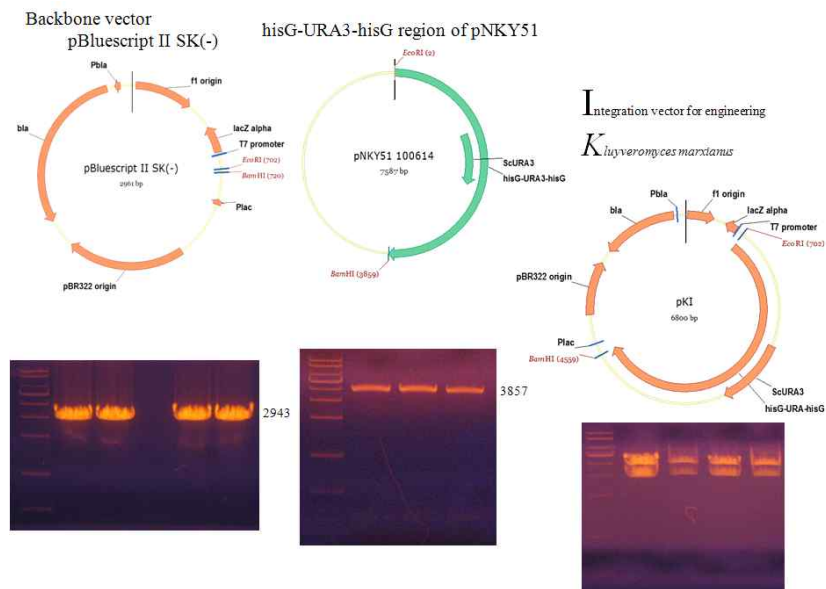 Backbone vector
pBluescript II SK(-)
hisG-URA3-hisG region of pNKY51
Integration vector for engineering
Kluyveromyces marxianus
Pbla
f1 origin
bla
lacZ alpha
T7 promoter
EcoRI (702)
BamHI (720)
pBluescript II SK(-)
2961 bp
Plac
pBR322 origin
EcoRI (2)
pNKY51 100614
7587 bp
ScURA3
hisG-URA3-hisG
BamHI (3859)
Pbla
f1 origin
bla
lacZ alpha
T7 promoter
EcoRI (702)
pBR322 origin
pKI
6800 bp
Plac
BamHI (4559)
ScURA3
hisG-URA-hisG
2943
3857